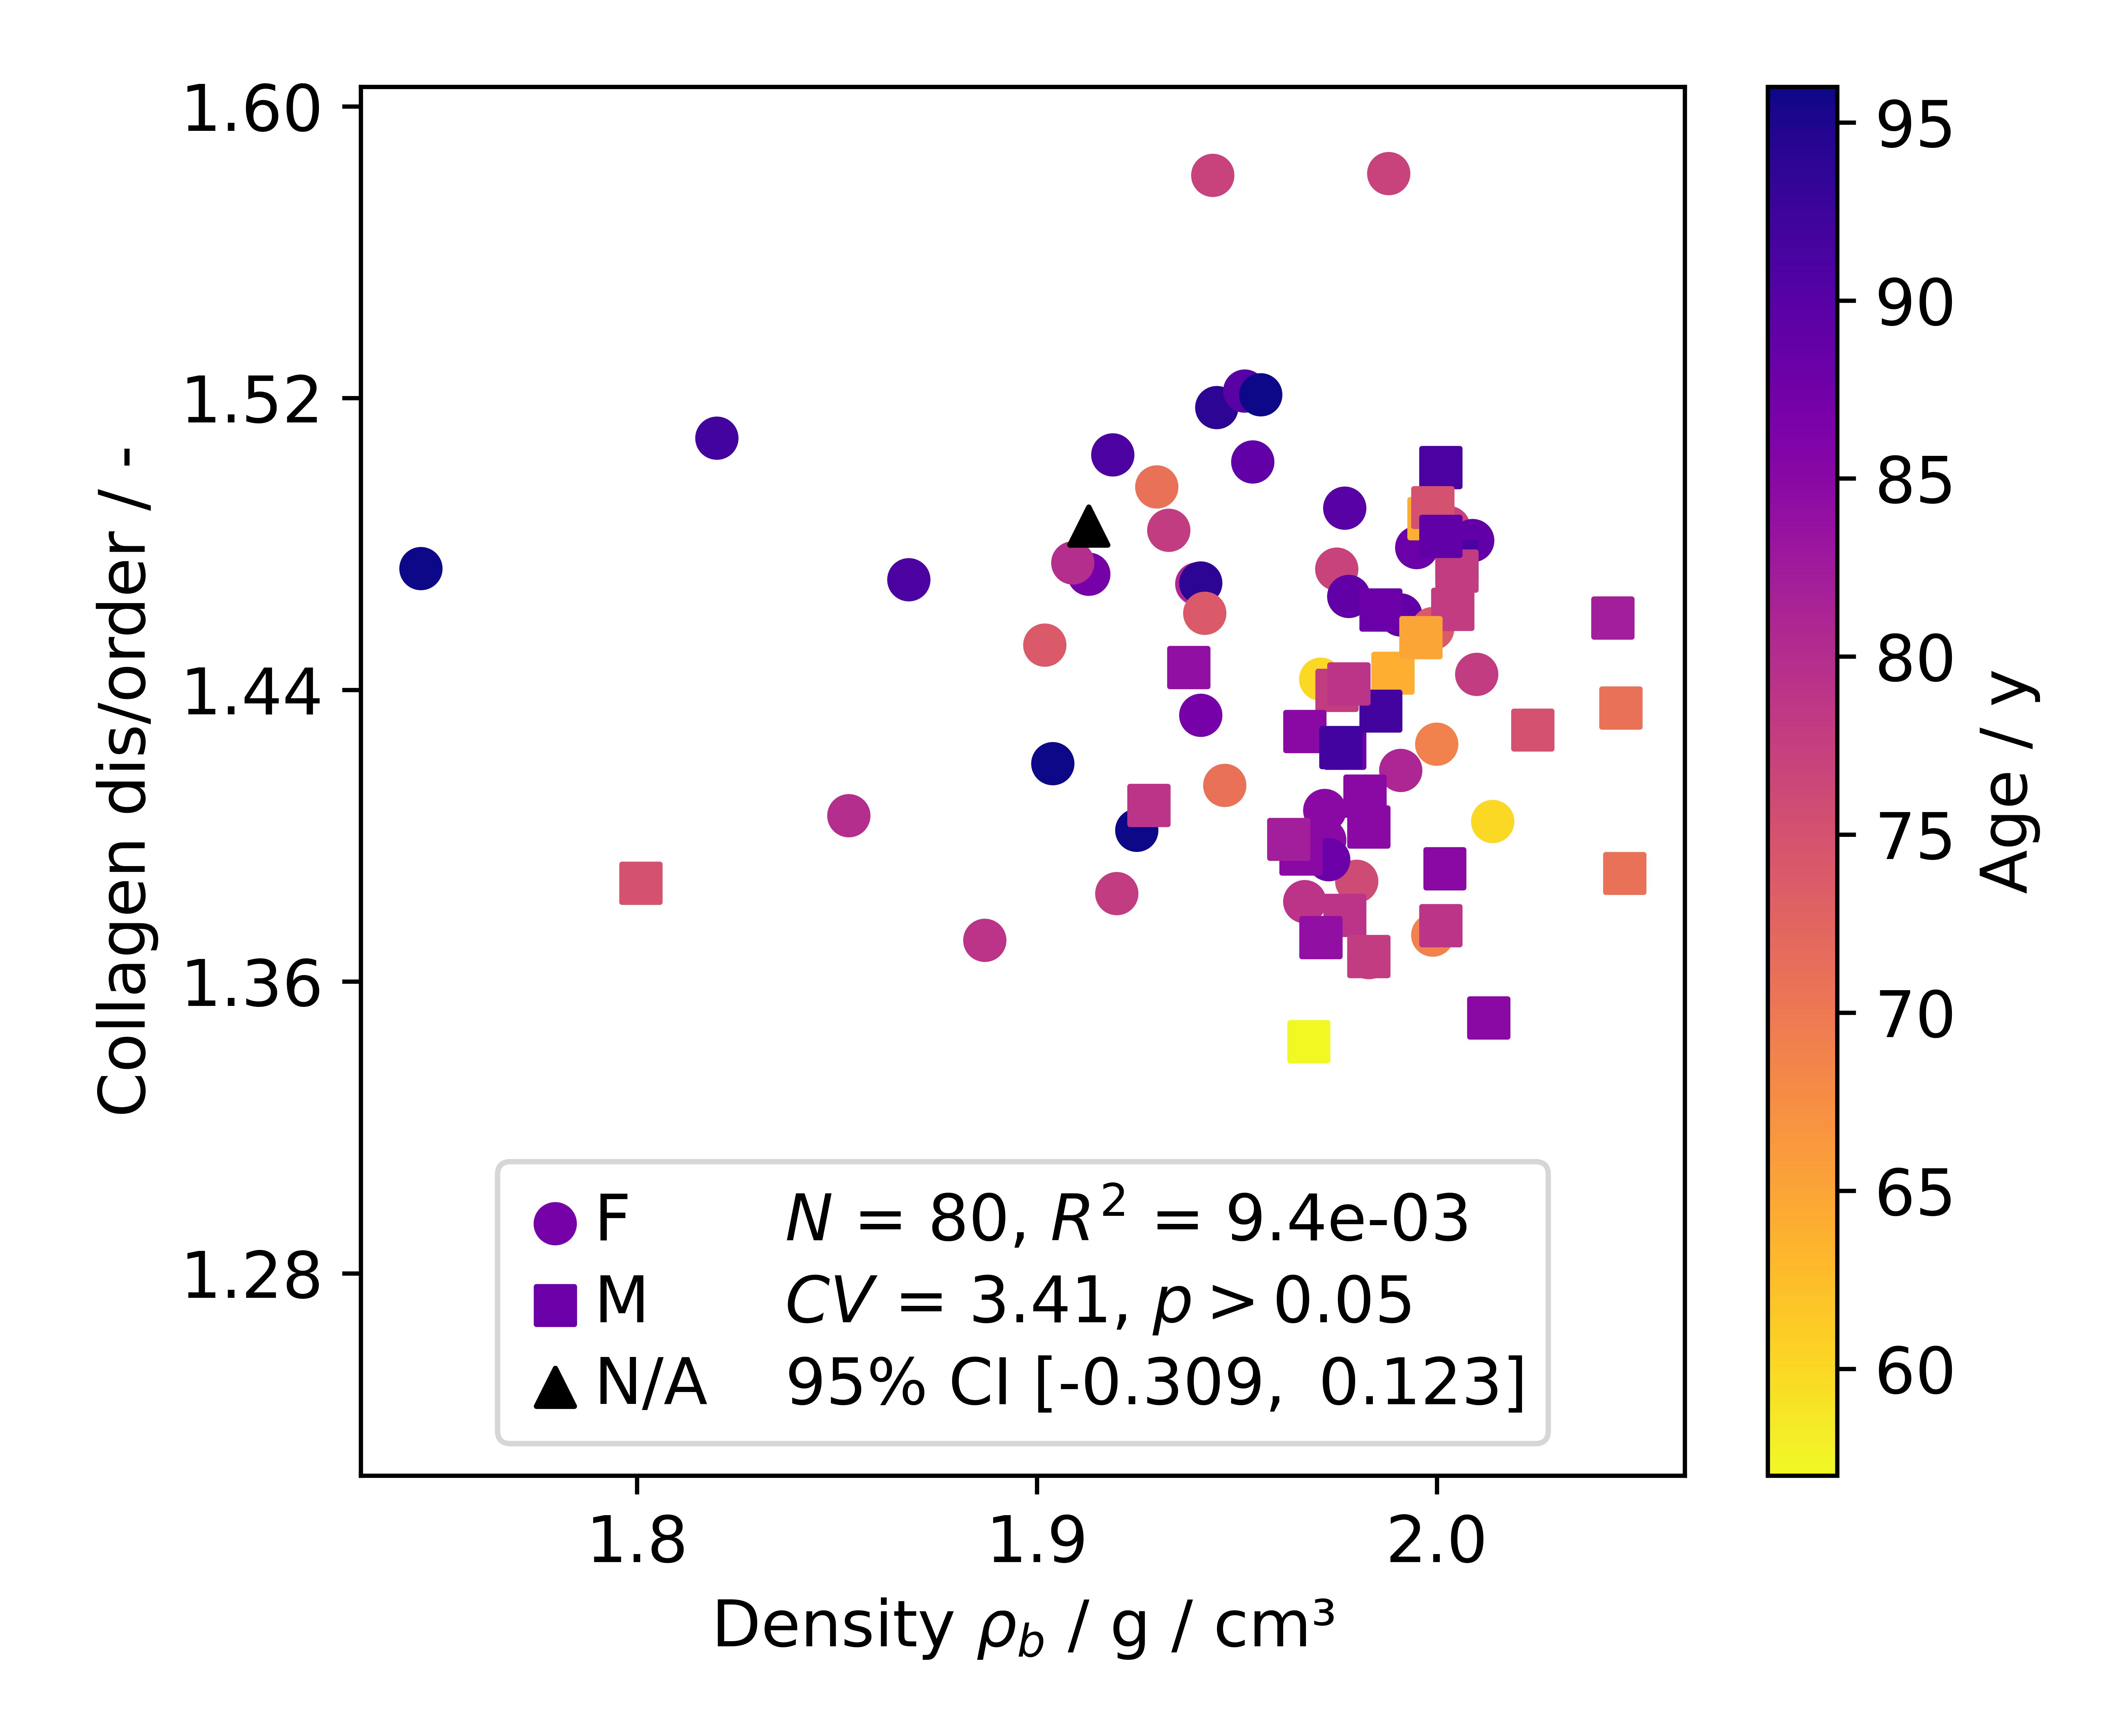 1.60
1.52
1.44
1.36
1.28
Collagen dis/order / -
F N = 80, R² = 9.4e-03
M CV = 3.41, p > 0.05
N/A 95% CI [-0.309, 0.123]
1.8 1.9 2.0
Density ρb / g / cm³
95
90
85
80
75
70
65
60
Age / y